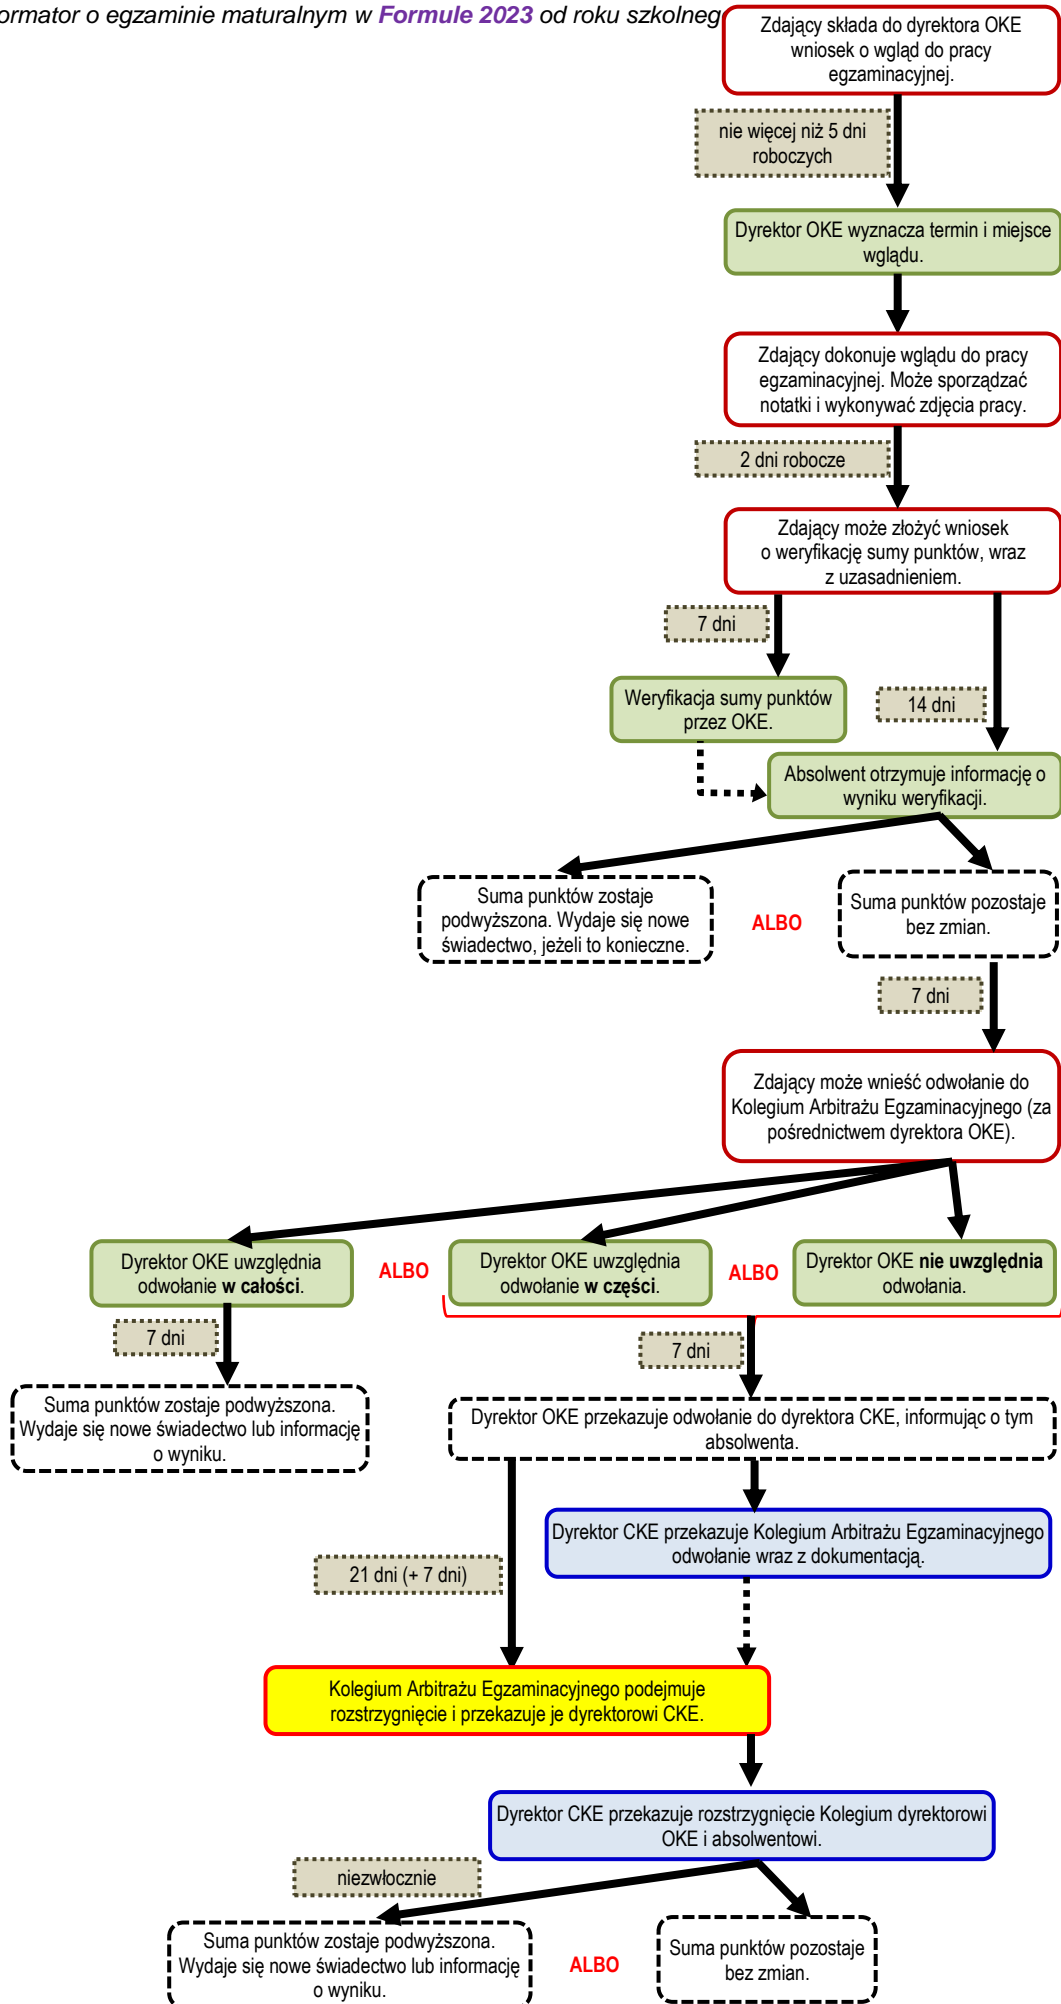 ormator o egzaminie maturalnym w Formule 2023 od roku szkolneg
Zdający składa do dyrektora OKE
wniosek o wgląd do pracy
egzaminacyjnej.
nie więcej niż 5 dni
roboczych
Dyrektor OKE wyznacza termin i miejsce
wglądu.
Zdający dokonuje wglądu do pracy
egzaminacyjnej. Może sporządzać
notatki i wykonywać zdjęcia pracy.
2 dni robocze
Zdający może złożyć wniosek
o weryfikację sumy punktów, wraz
z uzasadnieniem.
7 dni
Weryfikacja sumy punktów
przez OKE.
14 dni
Absolwent otrzymuje informację o
wyniku weryfikacji.
Suma punktów zostaje
podwyższona. Wydaje się nowe
świadectwo, jeżeli to konieczne.
ALBO
Suma punktów pozostaje
bez zmian.
7 dni
Zdający może wnieść odwołanie do
Kolegium Arbitrażu Egzaminacyjnego (za
pośrednictwem dyrektora OKE).
Dyrektor OKE uwzględnia
odwołanie w całości.
ALBO
Dyrektor OKE uwzględnia
odwołanie w części.
ALBO
Dyrektor OKE nie uwzględnia
odwołania.
7 dni
7 dni
Suma punktów zostaje podwyższona.
Wydaje się nowe świadectwo lub informację
o wyniku.
Dyrektor OKE przekazuje odwołanie do dyrektora CKE, informując o tym
absolwenta.
Dyrektor CKE przekazuje Kolegium Arbitrażu Egzaminacyjnego
odwołanie wraz z dokumentacją.
21 dni (+ 7 dni)
Kolegium Arbitrażu Egzaminacyjnego podejmuje
rozstrzygnięcie i przekazuje je dyrektorowi CKE.
Dyrektor CKE przekazuje rozstrzygnięcie Kolegium dyrektorowi
OKE i absolwentowi.
niezwłocznie
Suma punktów zostaje podwyższona.
Wydaje się nowe świadectwo lub informację
o wyniku.
ALBO
Suma punktów pozostaje
bez zmian.